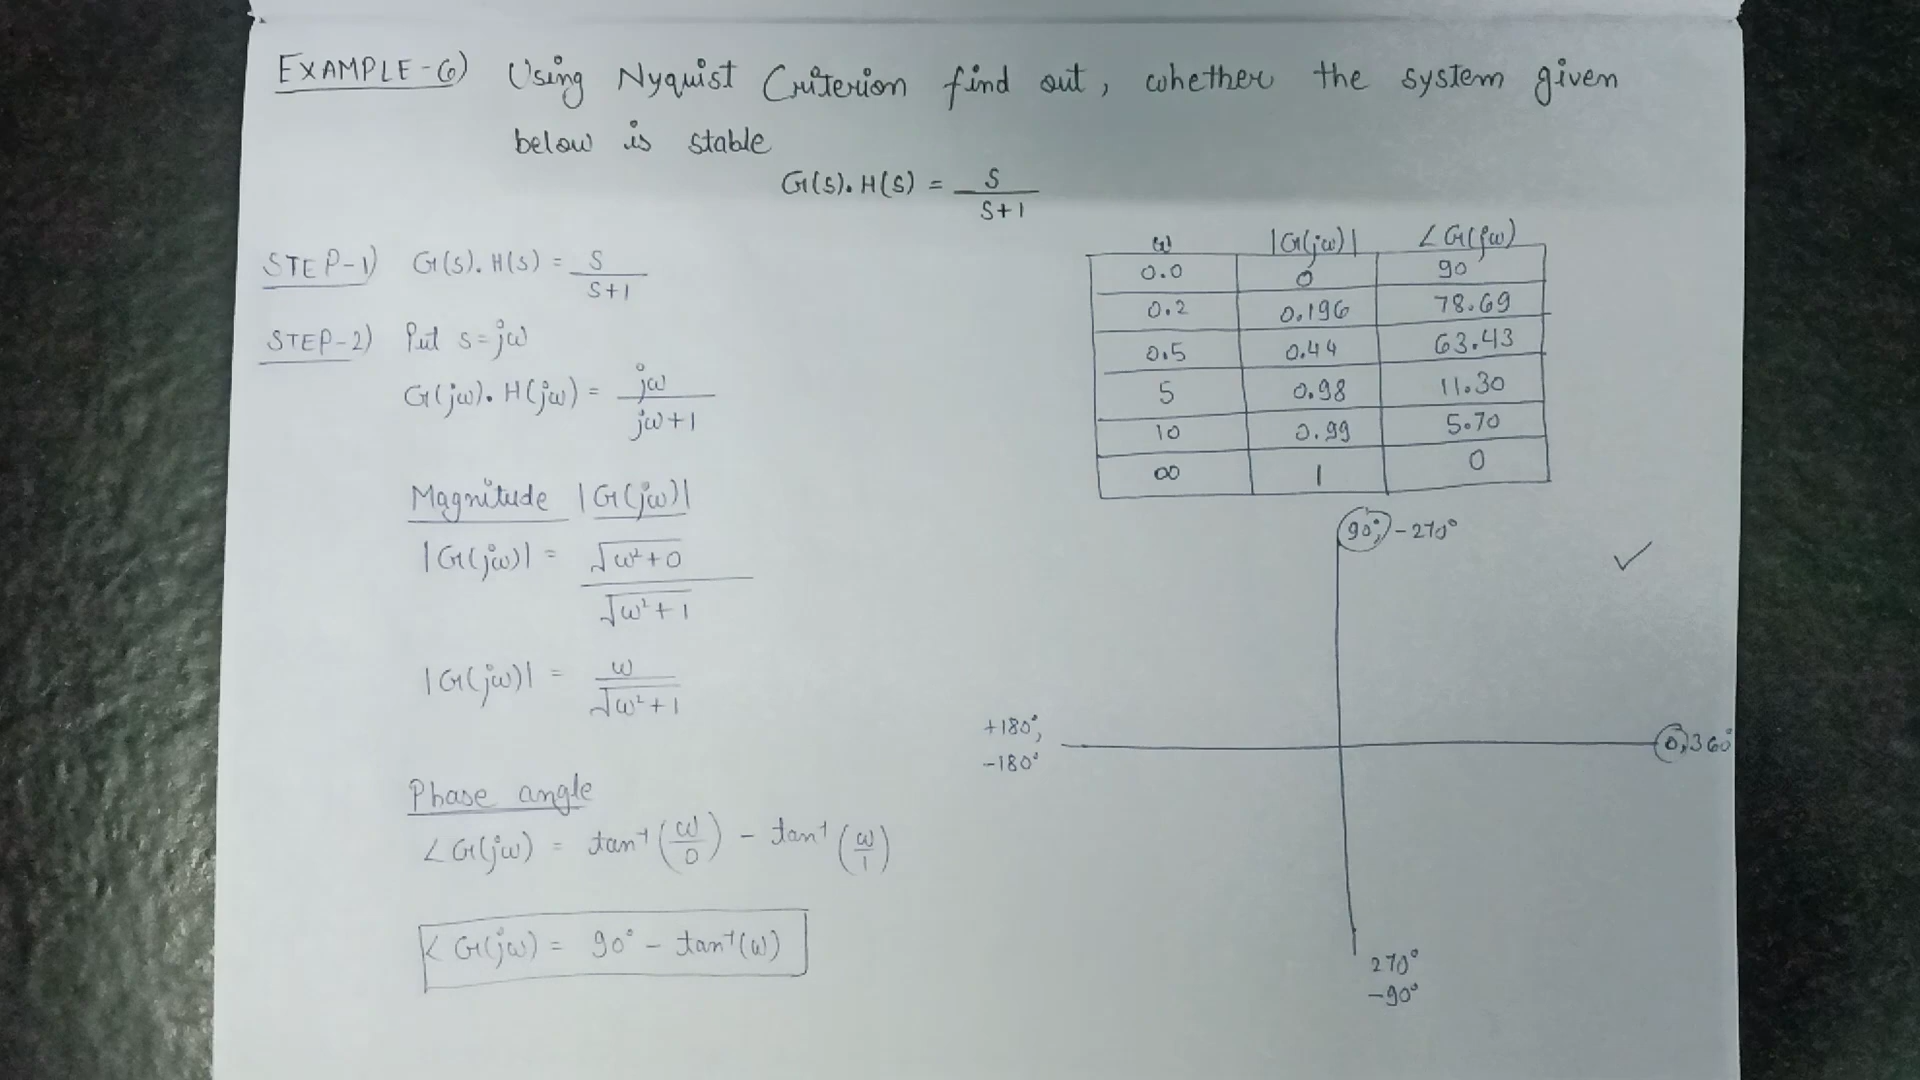 EXAMPLE-6) Using Nyquist Criterion find out, whether the system given
below is stable
G(s).H(s) = s
s+1
STEP-1) G(s).H(s) = s
s+1
STEP-2) Put s=jω
G(jω).H(jω) = jω
jω+1
Magnitude |G(jω)|
|G(jω)| = √ω²+0
√ω²+1
|G(jω)| = ω
√ω²+1
Phase angle
∠G(jω) = tan⁻¹(ω/0) - tan⁻¹(ω/1)
∠G(jω) = 90° - tan⁻¹(ω)
ω |G(jω)| ∠G(jω)
0.0 0 90
0.2 0.196 78.69
0.5 0.44 63.43
5 0.98 11.30
10 0.99 5.70
∞ 1 0
90°, -270°
✓
+180°,
-180°
0,360°
270°
-90°